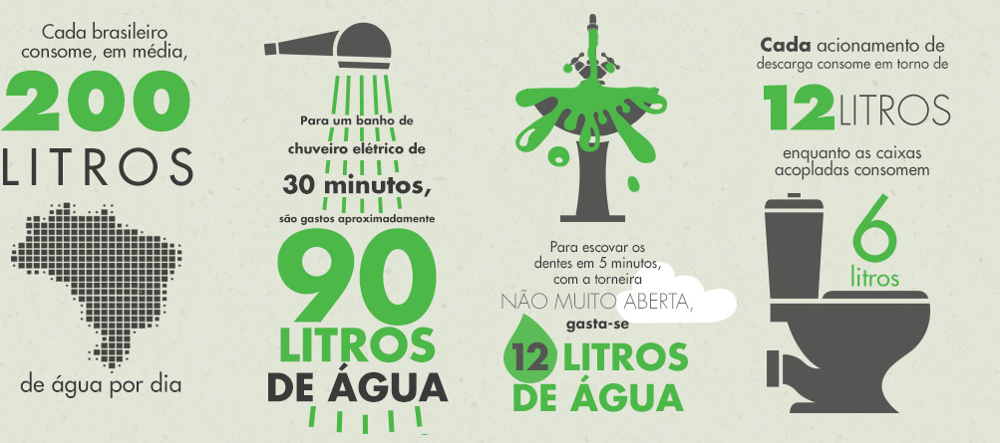 Cada brasileiro
consome, em média,
200
LITROS
de água por dia
Para um banho de
chuveiro elétrico de
30 minutos,
são gastos aproximadamente
90
LITROS
DE ÁGUA
Para escovar os
dentes em 5 minutos,
com a torneira
NÃO MUITO ABERTA,
gasta-se
12 LITROS
DE ÁGUA
Cada acionamento de
descarga consome em torno de
12 LITROS
enquanto as caixas
acopladas consomem
6
litros